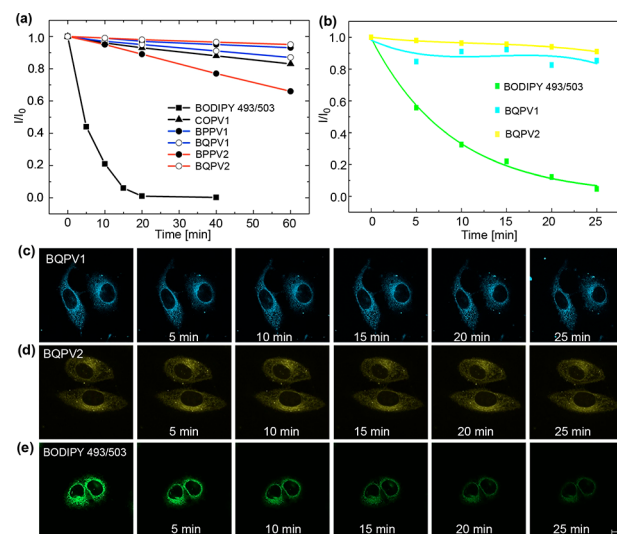 (a)
I/I0
1.0
0.8
0.6
0.4
0.2
0.0
BODIPY 493/503
COPV1
BPPV1
BQPV1
BPPV2
BQPV2
0 10 20 30 40 50 60
Time [min]
(b)
I/I0
1.0
0.8
0.6
0.4
0.2
0.0
BODIPY 493/503
BQPV1
BQPV2
0 5 10 15 20 25
Time [min]
(c)
BQPV1
5 min 10 min 15 min 20 min 25 min
(d)
BQPV2
5 min 10 min 15 min 20 min 25 min
(e)
BODIPY 493/503
5 min 10 min 15 min 20 min 25 min